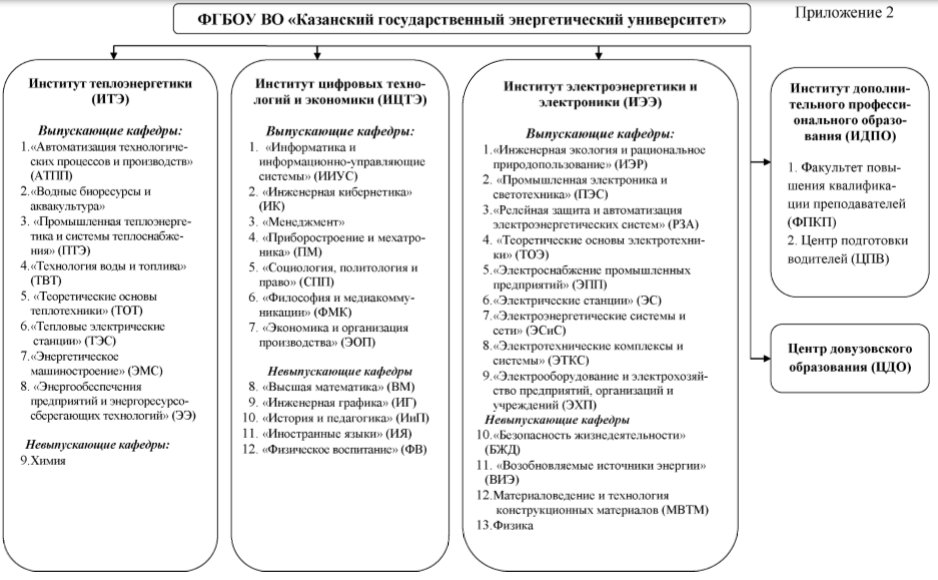 ФГБОУ ВО «Казанский государственный энергетический университет»
Приложение 2
Институт теплоэнергетики
(ИТЭ)
Выпускающие кафедры:
1.«Автоматизация технологиче-
ских процессов и производств»
(АТПП)
2.«Водные биоресурсы и
аквакультура»
3. «Промышленная теплоэнерге-
тика и системы теплоснабже-
ния» (ПТЭ)
4.«Технология воды и топлива»
(ТВТ)
5. «Теоретические основы
теплотехники» (ТОТ)
6.«Тепловые электрические
станции» (ТЭС)
7.«Энергетическое
машиностроение» (ЭМС)
8. «Энергообеспечения
предприятий и энергоресурсо-
сберегающих технологий» (ЭЭ)
Невыпускающие кафедры:
9.Химия
Институт цифровых техно-
логий и экономики (ИЦТЭ)
Выпускающие кафедры:
1. «Информатика и
информационно-управляющие
системы» (ИИУС)
2. «Инженерная кибернетика»
(ИК)
3. «Менеджмент»
4. «Приборостроение и мехатро-
ника» (ПМ)
5. «Социология, политология и
право» (СПП)
6. «Философия и медиакомму-
никации» (ФМК)
7. «Экономика и организация
производства» (ЭОП)
Невыпускающие кафедры
8. «Высшая математика» (ВМ)
9. «Инженерная графика» (ИГ)
10. «История и педагогика» (ИиП)
11. «Иностранные языки» (ИЯ)
12. «Физическое воспитание» (ФВ)
Институт электроэнергетики и
электроники (ИЭЭ)
Выпускающие кафедры:
1.«Инженерная экология и рациональное
природопользование» (ИЭР)
2. «Промышленная электроника и
светотехника» (ПЭС)
3.«Релейная защита и автоматизация
электроэнергетических систем» (РЗА)
4. «Теоретические основы электротехни-
ки» (ТОЭ)
5.«Электроснабжение промышленных
предприятий» (ЭПП)
6.«Электрические станции» (ЭС)
7.«Электроэнергетические системы и
сети» (ЭСиС)
8.«Электротехнические комплексы и
системы» (ЭТКС)
9.«Электрооборудование и электрохозяй-
ство предприятий, организаций и
учреждений (ЭХП)
Невыпускающие кафедры
10.«Безопасность жизнедеятельности»
(БЖД)
11. «Возобновляемые источники энергии»
(ВИЭ)
12.Материаловедение и технология
конструкционных материалов (МВТМ)
13.Физика
Институт дополни-
тельного професси-
онального образо-
вания (ИДПО)
1. Факультет повы-
шения квалифика-
ции преподавателей
(ФПКП)
2. Центр подготовки
водителей (ЦПВ)
Центр довузовского
образования (ЦДО)